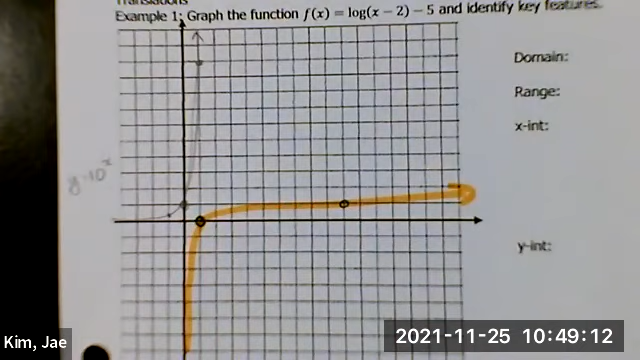 Translations
Example 1: Graph the function f(x) = log(x − 2) − 5 and identify key features.
Domain:
Range:
x-int:
y=10^x
y-int:
Kim, Jae
2021-11-25 10:49:12